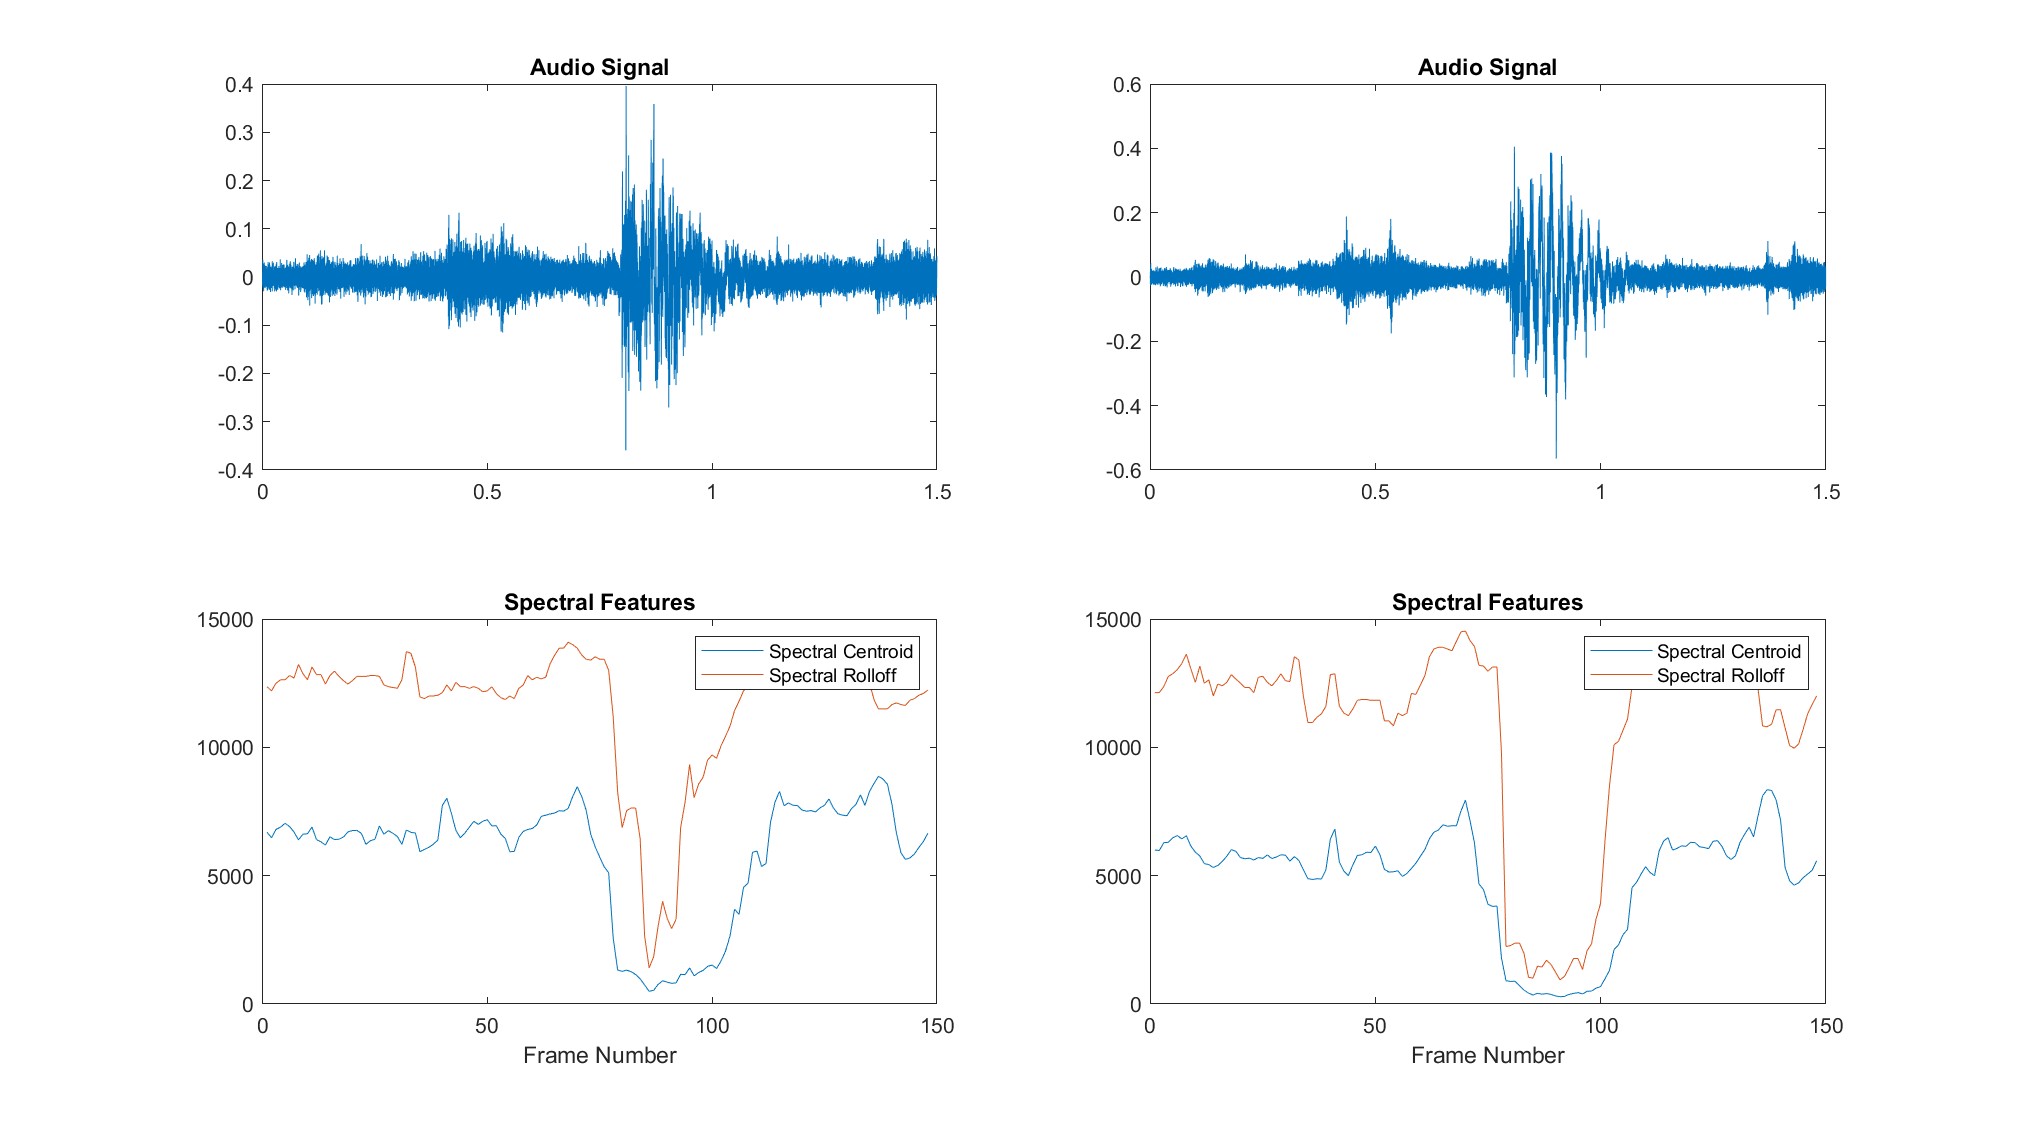 Audio Signal
0.4
0.3
0.2
0.1
0
-0.1
-0.2
-0.3
-0.4
0 0.5 1 1.5
Audio Signal
0.6
0.4
0.2
0
-0.2
-0.4
-0.6
0 0.5 1 1.5
Spectral Features
15000
10000
5000
0
Spectral Centroid
Spectral Rolloff
0 50 100 150
Frame Number
Spectral Features
15000
10000
5000
0
Spectral Centroid
Spectral Rolloff
0 50 100 150
Frame Number